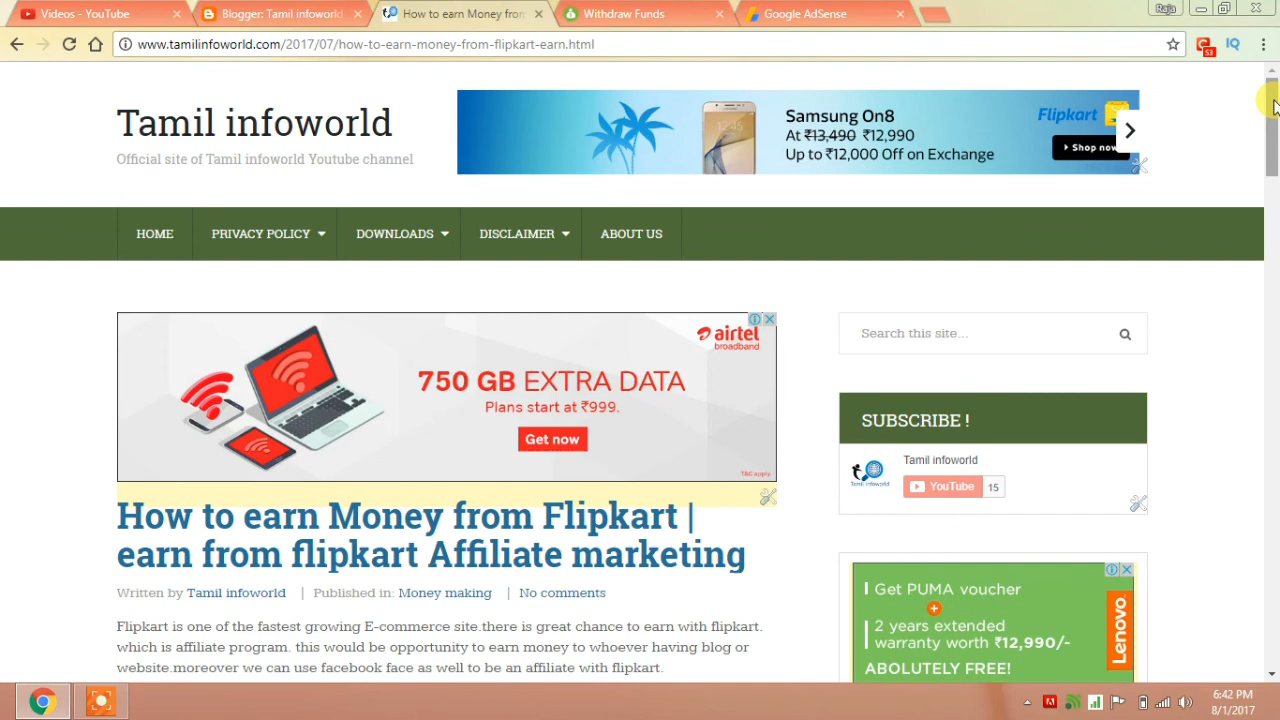 Videos - YouTube
Blogger: Tamil infoworld
How to earn Money from
Withdraw Funds
Google AdSense
Raja
www.tamilinfoworld.com/2017/07/how-to-earn-money-from-flipkart-earn.html
53
IQ
Tamil infoworld
Official site of Tamil infoworld Youtube channel
Samsung On8
At ₹13,490 ₹12,990
Up to ₹12,000 Off on Exchange
Flipkart
Shop now
HOME
PRIVACY POLICY
DOWNLOADS
DISCLAIMER
ABOUT US
airtel
broadband
750 GB EXTRA DATA
Plans start at ₹999.
Get now
T&C apply
Search this site...
SUBSCRIBE !
Tamil infoworld
Tamil infoworld
YouTube 15
How to earn Money from Flipkart |
earn from flipkart Affiliate marketing
Written by Tamil infoworld | Published in: Money making | No comments
Flipkart is one of the fastest growing E-commerce site.there is great chance to earn with flipkart.
which is affiliate program. this would be opportunity to earn money to whoever having blog or
website.moreover we can use facebook face as well to be an affiliate with flipkart.
Get PUMA voucher
+
2 years extended
warranty worth ₹12,990/-
ABOLUTELY FREE!
Lenovo
6:42 PM
8/1/2017